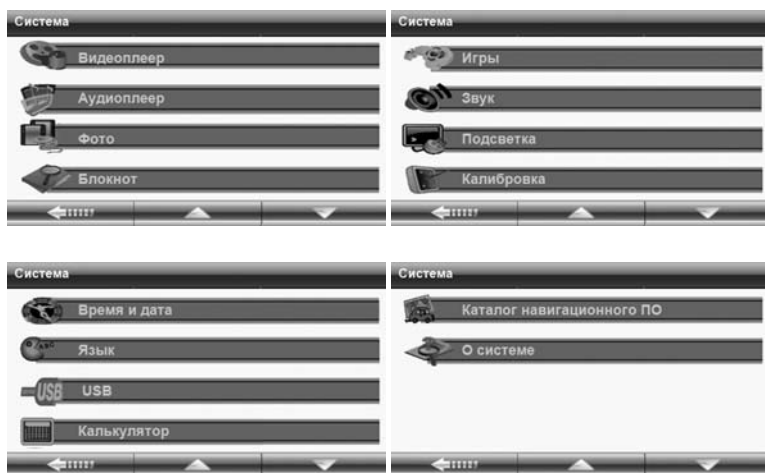 Система
Видеоплеер
Аудиоплеер
Фото
Блокнот
Система
Игры
Звук
Подсветка
Калибровка
Система
Время и дата
ABC
Язык
USB
USB
Калькулятор
Система
Каталог навигационного ПО
О системе